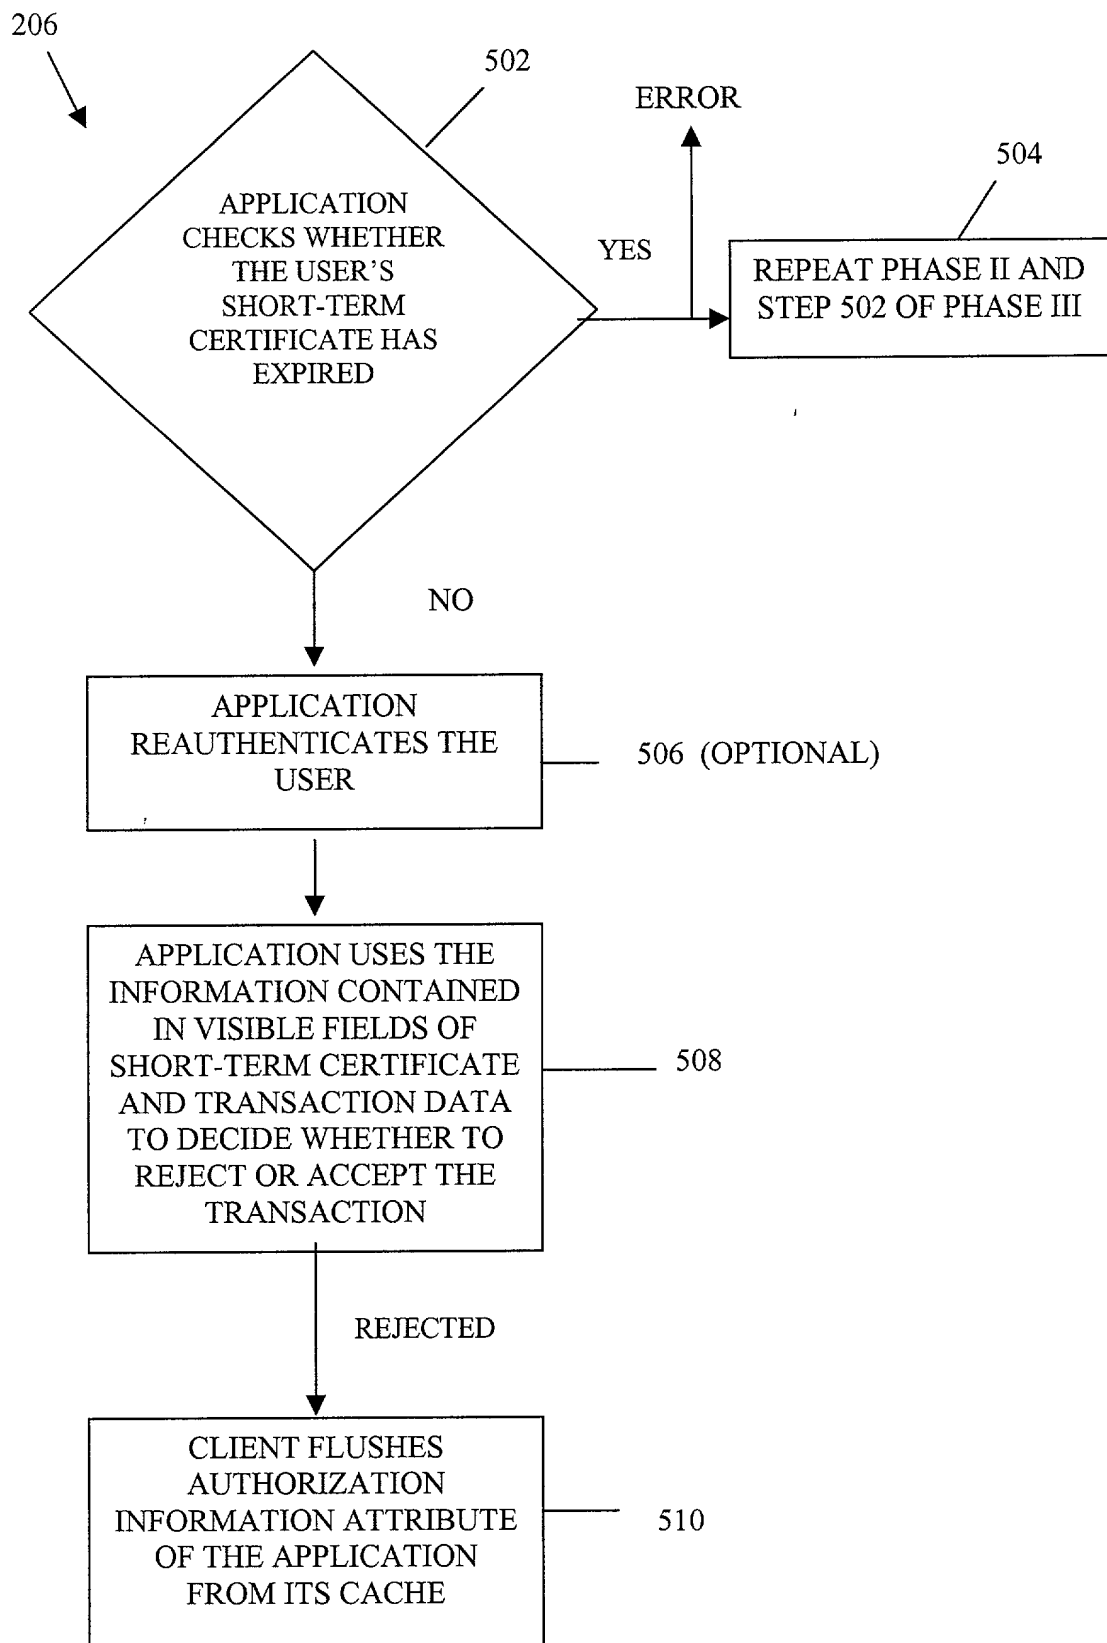 206
502
ERROR
504
APPLICATION
CHECKS WHETHER
THE USER'S
SHORT-TERM
CERTIFICATE HAS
EXPIRED
YES
REPEAT PHASE II AND
STEP 502 OF PHASE III
NO
APPLICATION
REAUTHENTICATES THE
USER
506 (OPTIONAL)
APPLICATION USES THE
INFORMATION CONTAINED
IN VISIBLE FIELDS OF
SHORT-TERM CERTIFICATE
AND TRANSACTION DATA
TO DECIDE WHETHER TO
REJECT OR ACCEPT THE
TRANSACTION
508
REJECTED
CLIENT FLUSHES
AUTHORIZATION
INFORMATION ATTRIBUTE
OF THE APPLICATION
FROM ITS CACHE
510